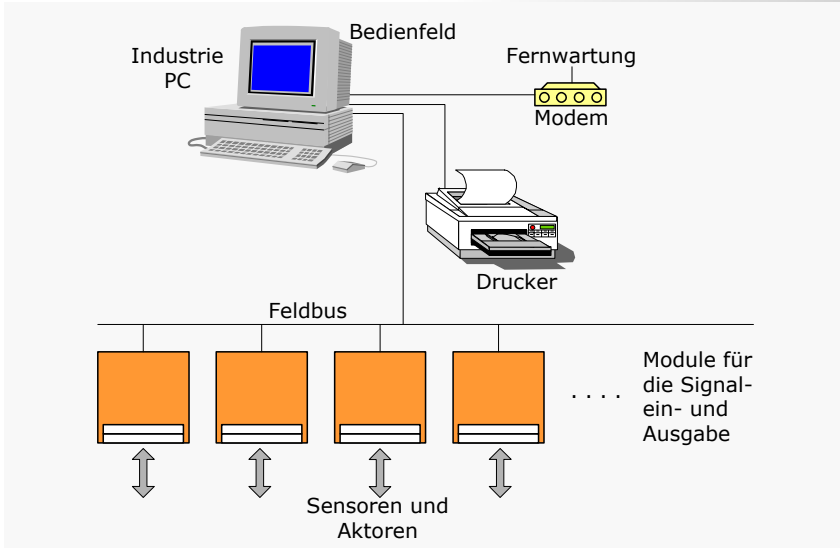 Bedienfeld
Industrie
PC
Fernwartung
Modem
Drucker
Feldbus
Module für
die Signal-
ein- und
Ausgabe
. . . .
Sensoren und
Aktoren